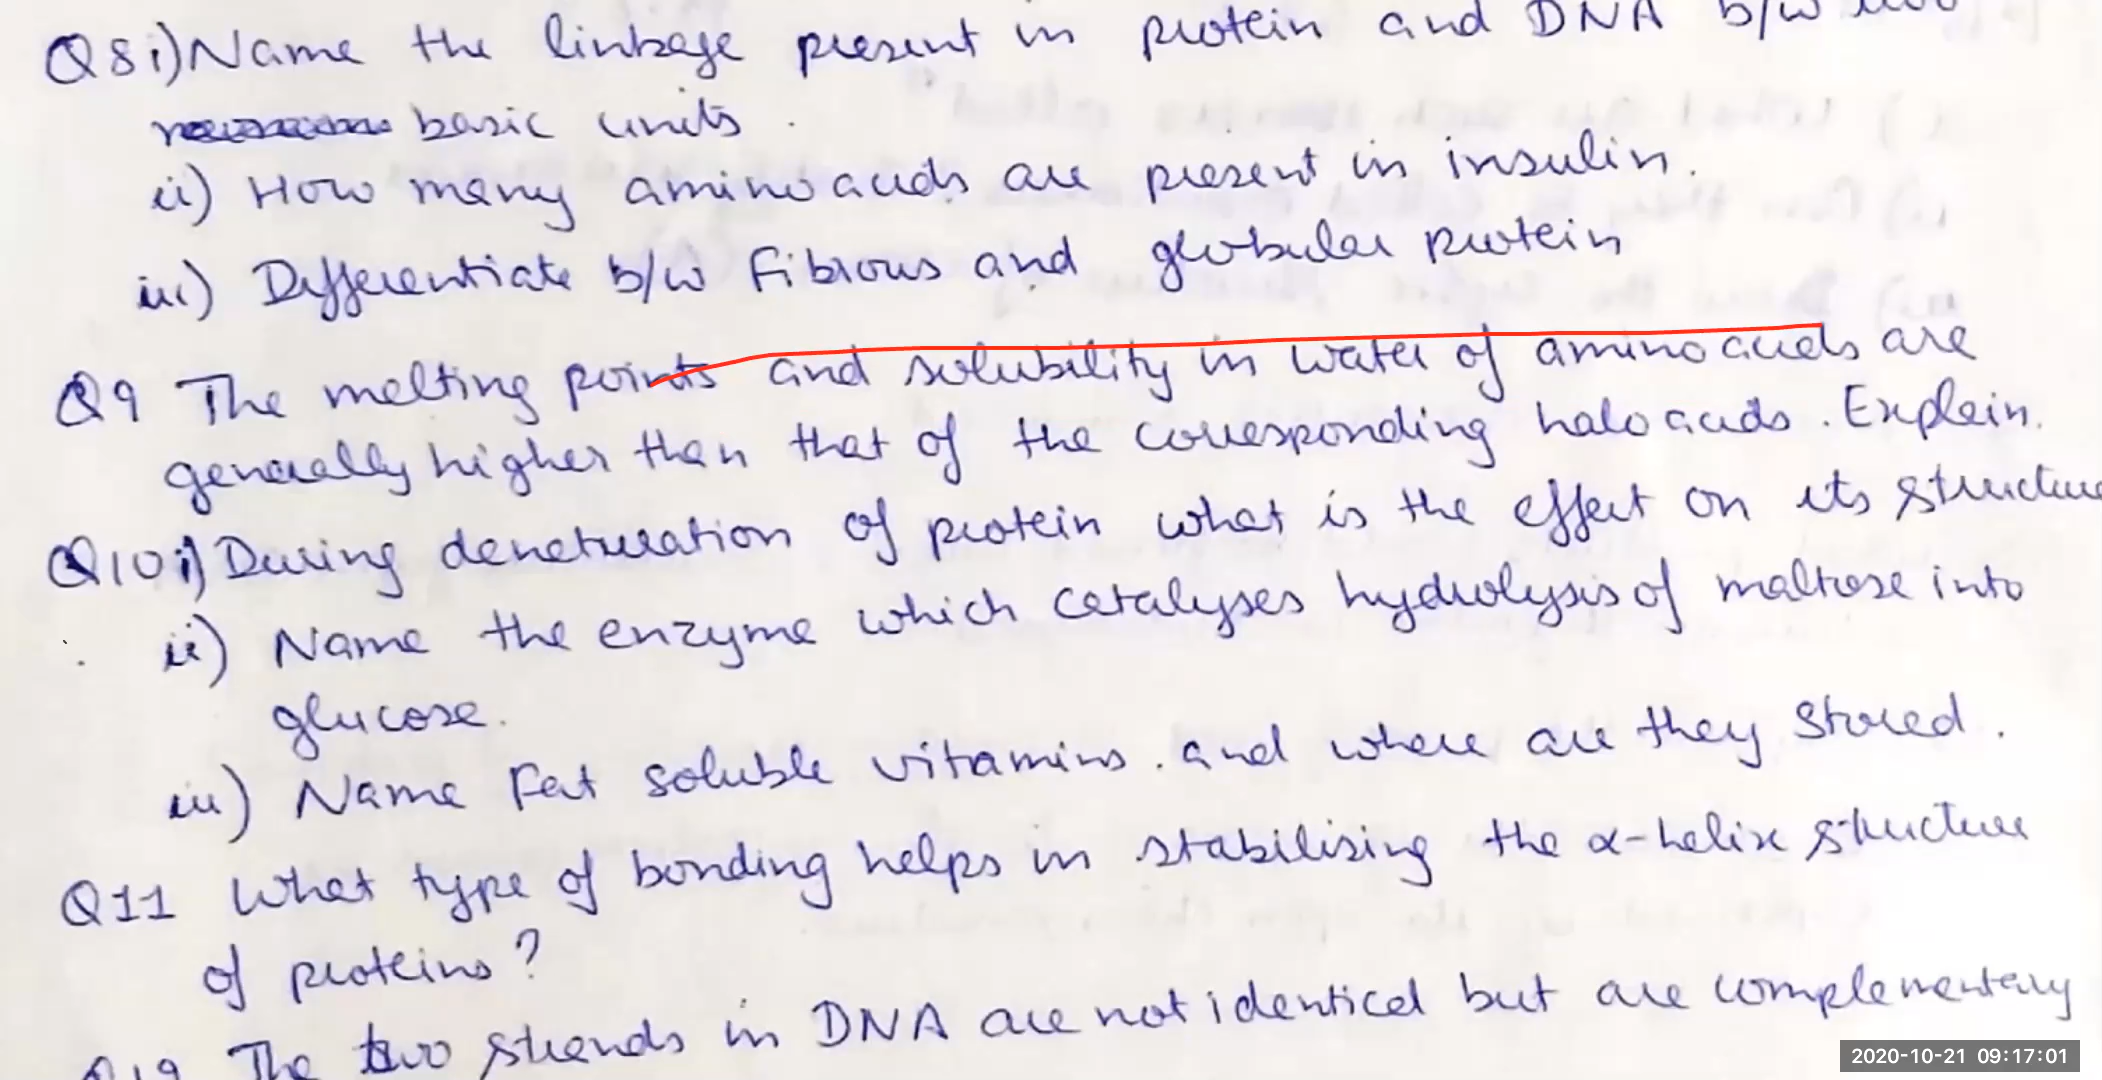 Q8 i) Name the linkage present in protein and DNA b/w two
basic units.
ii) How many amino acids are present in insulin.
iii) Differentiate b/w Fibrous and globular protein
Q9 The melting points and solubility in water of amino acids are
generally higher than that of the corresponding halo acids. Explain.
Q10 i) During denaturation of protein what is the effect on its structure
ii) Name the enzyme which catalyses hydrolysis of maltose into
glucose.
iii) Name Fat soluble vitamins. and where are they stored.
Q11 What type of bonding helps in stabilising the α-helix structure
of proteins?
Q12 The two strands in DNA are not identical but are complementary
2020-10-21 09:17:01